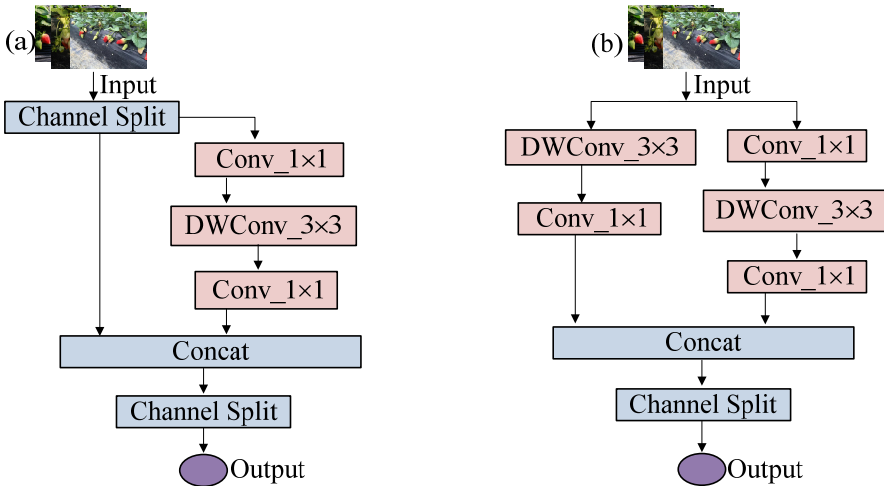 (a)
Input
Channel Split
Conv_1×1
DWConv_3×3
Conv_1×1
Concat
Channel Split
Output
(b)
Input
DWConv_3×3
Conv_1×1
Conv_1×1
DWConv_3×3
Conv_1×1
Concat
Channel Split
Output